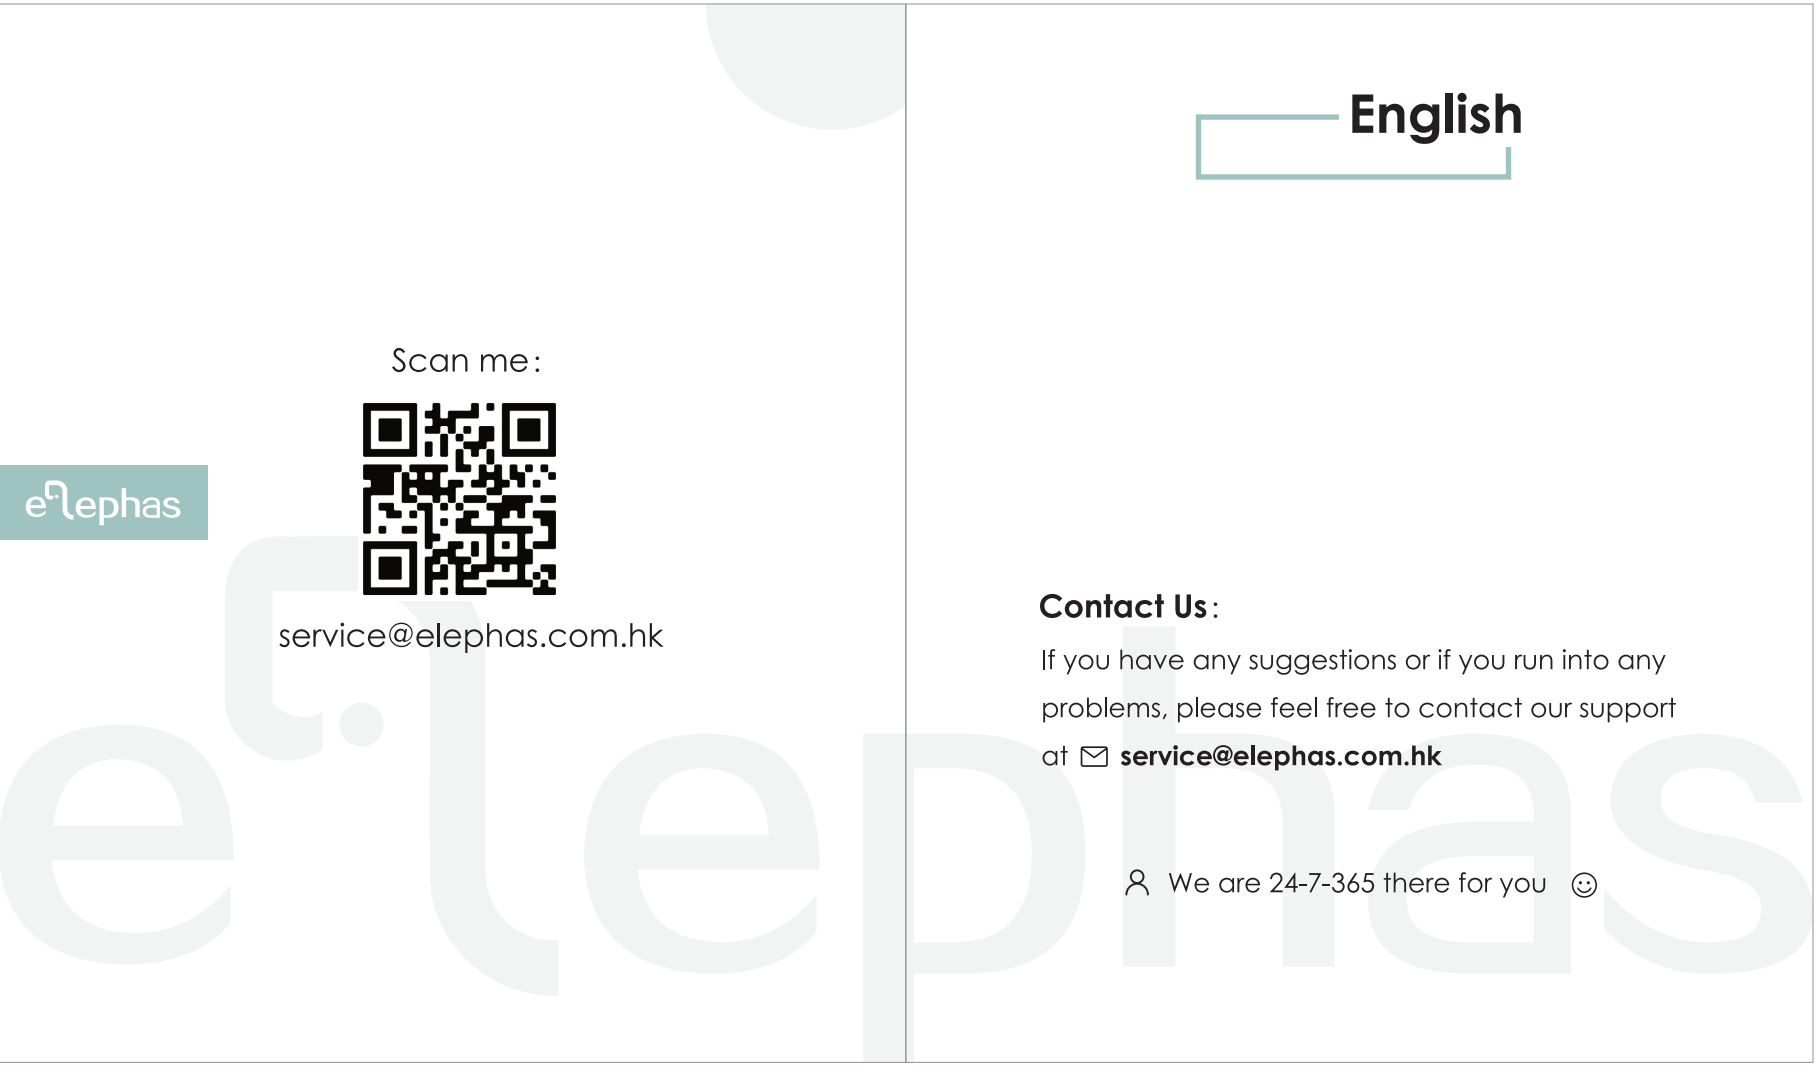 Scan me:
elephas
service@elephas.com.hk
English
Contact Us:
If you have any suggestions or if you run into any
problems, please feel free to contact our support
at service@elephas.com.hk
We are 24-7-365 there for you
elephas